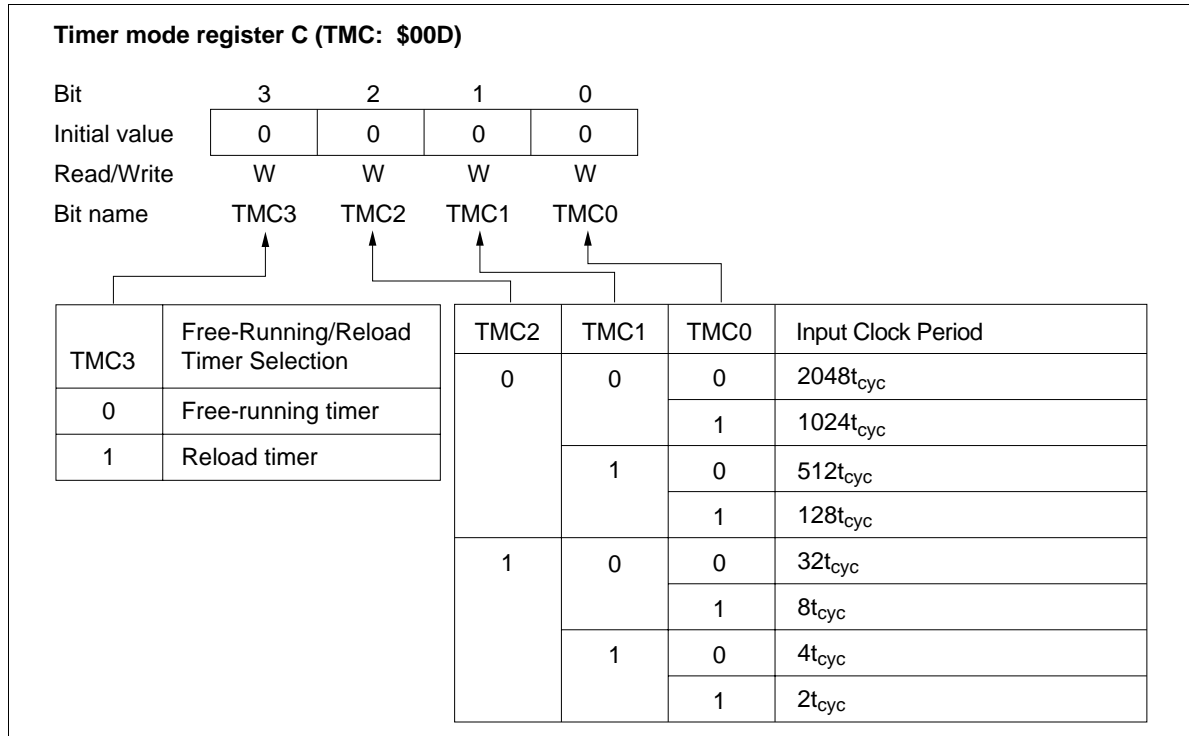 Timer mode register C (TMC: $00D)
Bit 3 2 1 0
Initial value 0 0 0 0
Read/Write W W W W
Bit name TMC3 TMC2 TMC1 TMC0
TMC3 Free-Running/Reload
Timer Selection
0 Free-running timer
1 Reload timer
TMC2 TMC1 TMC0 Input Clock Period
0 0 0 2048tcyc
1 1024tcyc
1 0 512tcyc
1 128tcyc
1 0 0 32tcyc
1 8tcyc
1 0 4tcyc
1 2tcyc